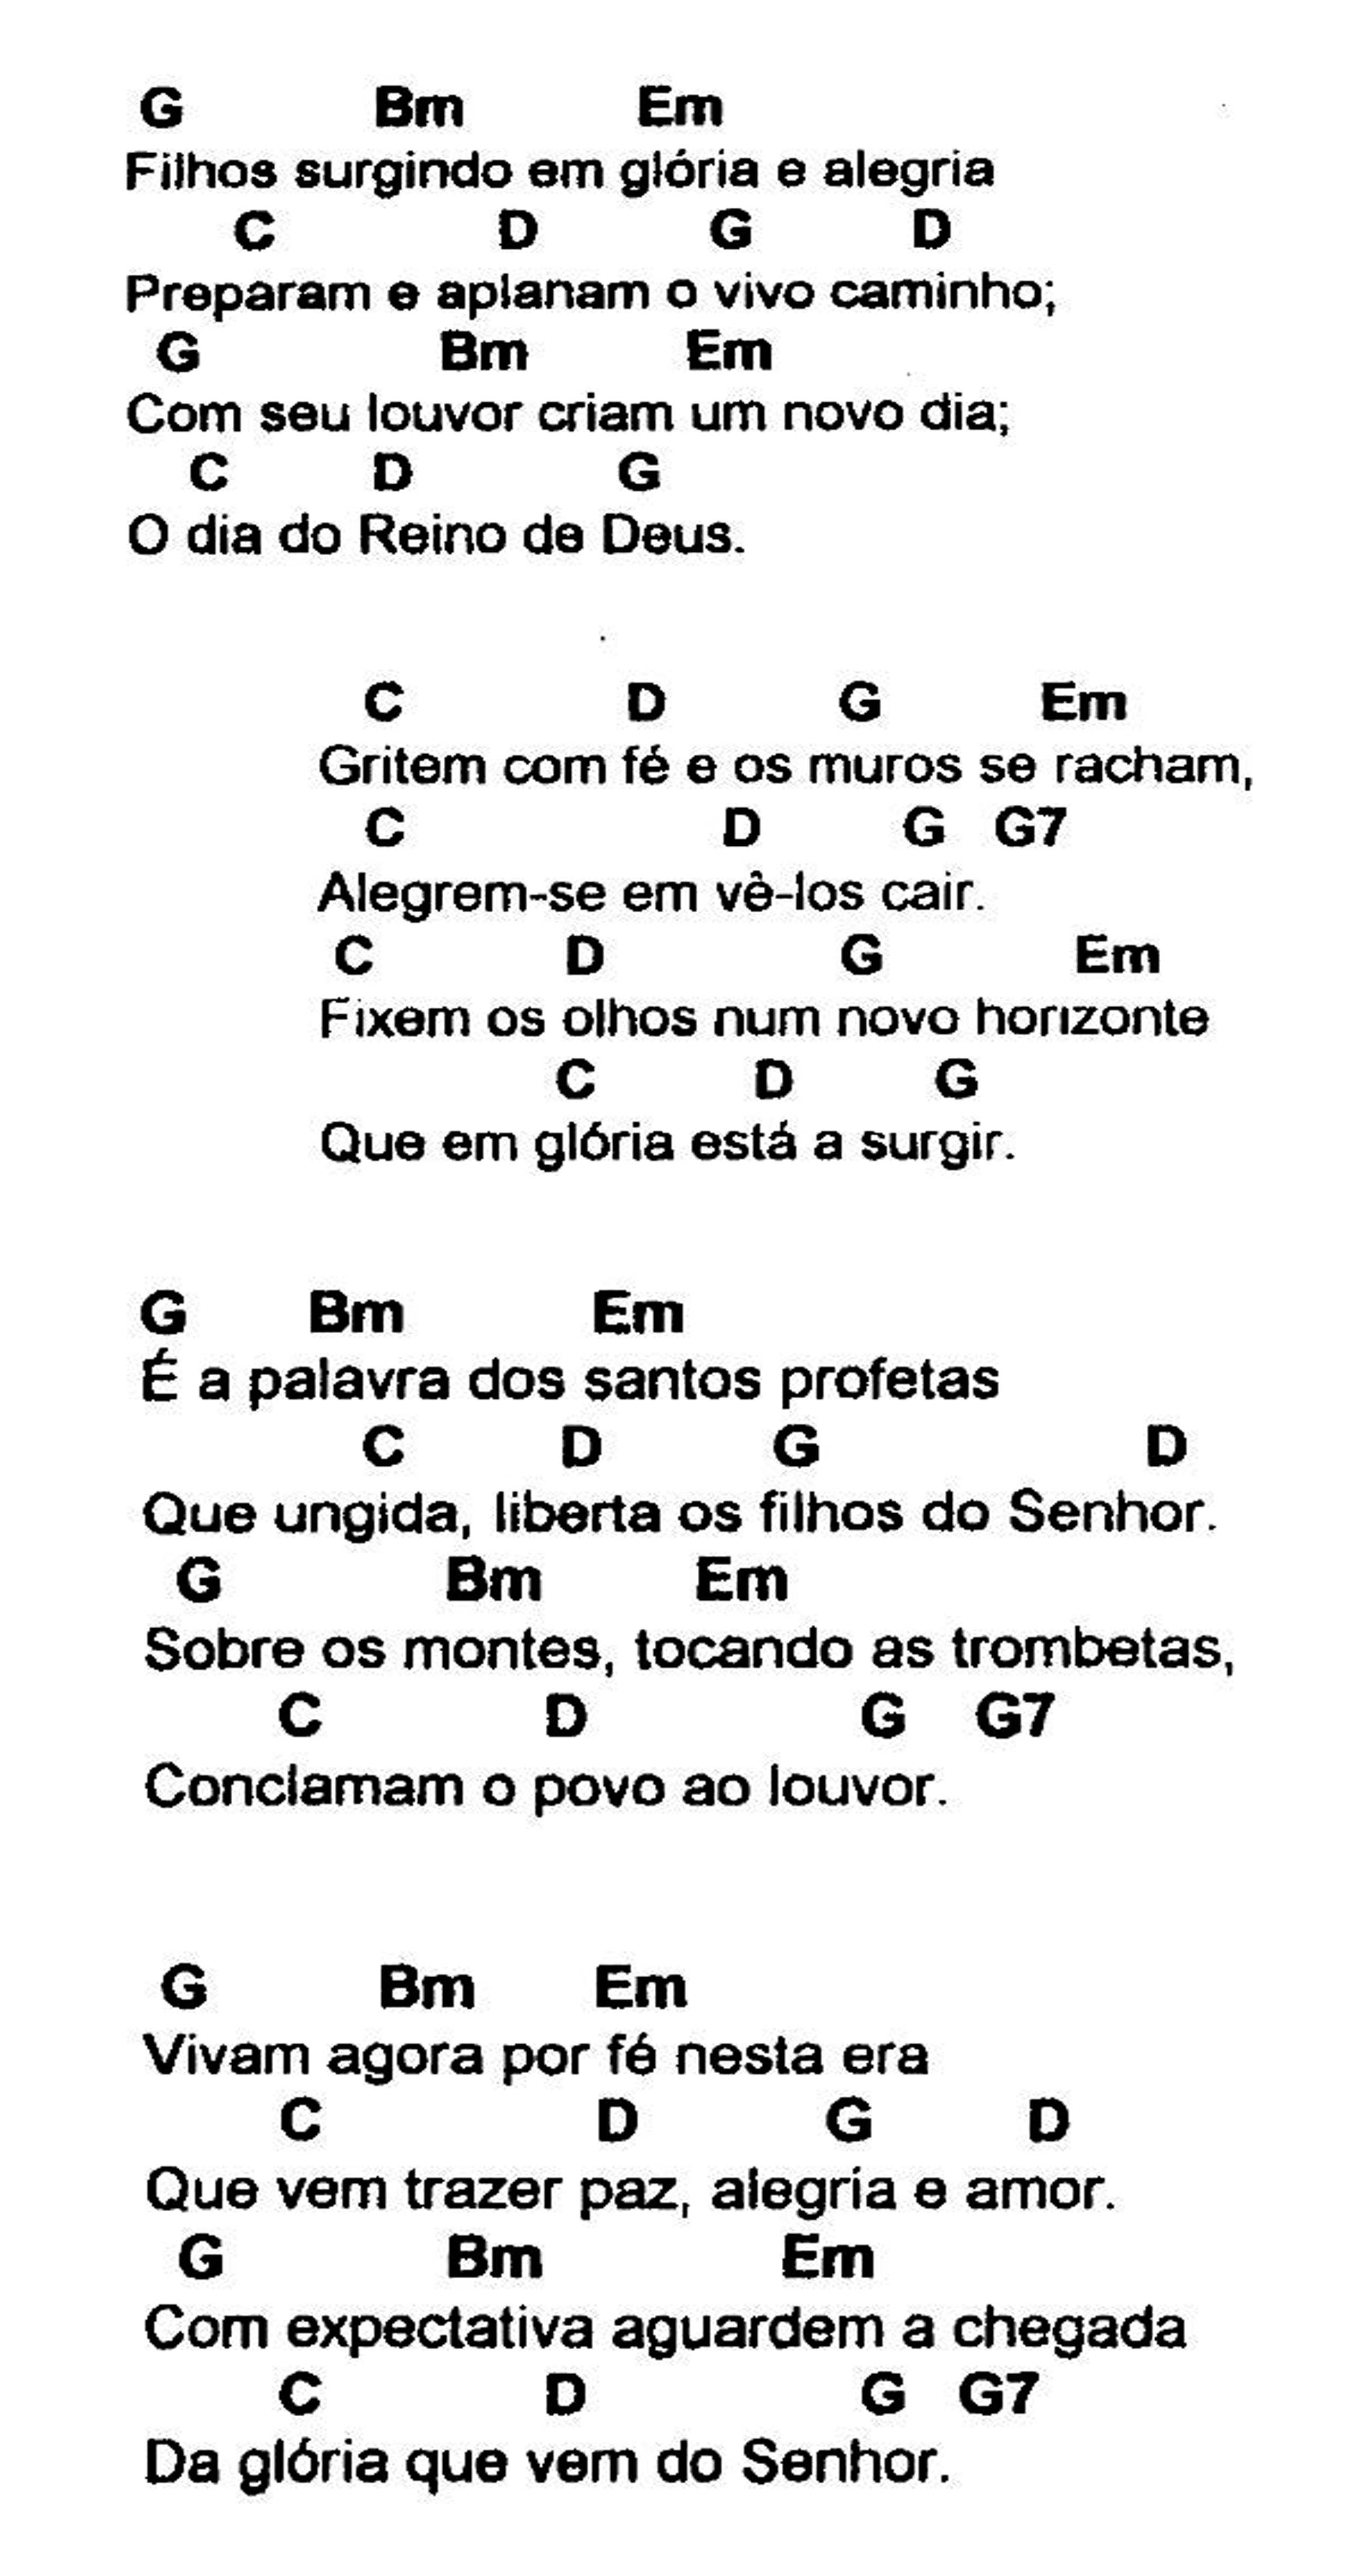 G Bm Em
Filhos surgindo em glória e alegria
C D G D
Preparam e aplanam o vivo caminho;
G Bm Em
Com seu louvor criam um novo dia;
C D G
O dia do Reino de Deus.
C D G Em
Gritem com fé e os muros se racham,
C D G G7
Alegrem-se em vê-los cair.
C D G Em
Fixem os olhos num novo horizonte
C D G
Que em glória está a surgir.
G Bm Em
É a palavra dos santos profetas
C D G D
Que ungida, liberta os filhos do Senhor.
G Bm Em
Sobre os montes, tocando as trombetas,
C D G G7
Conclamam o povo ao louvor.
G Bm Em
Vivam agora por fé nesta era
C D G D
Que vem trazer paz, alegria e amor.
G Bm Em
Com expectativa aguardem a chegada
C D G G7
Da glória que vem do Senhor.